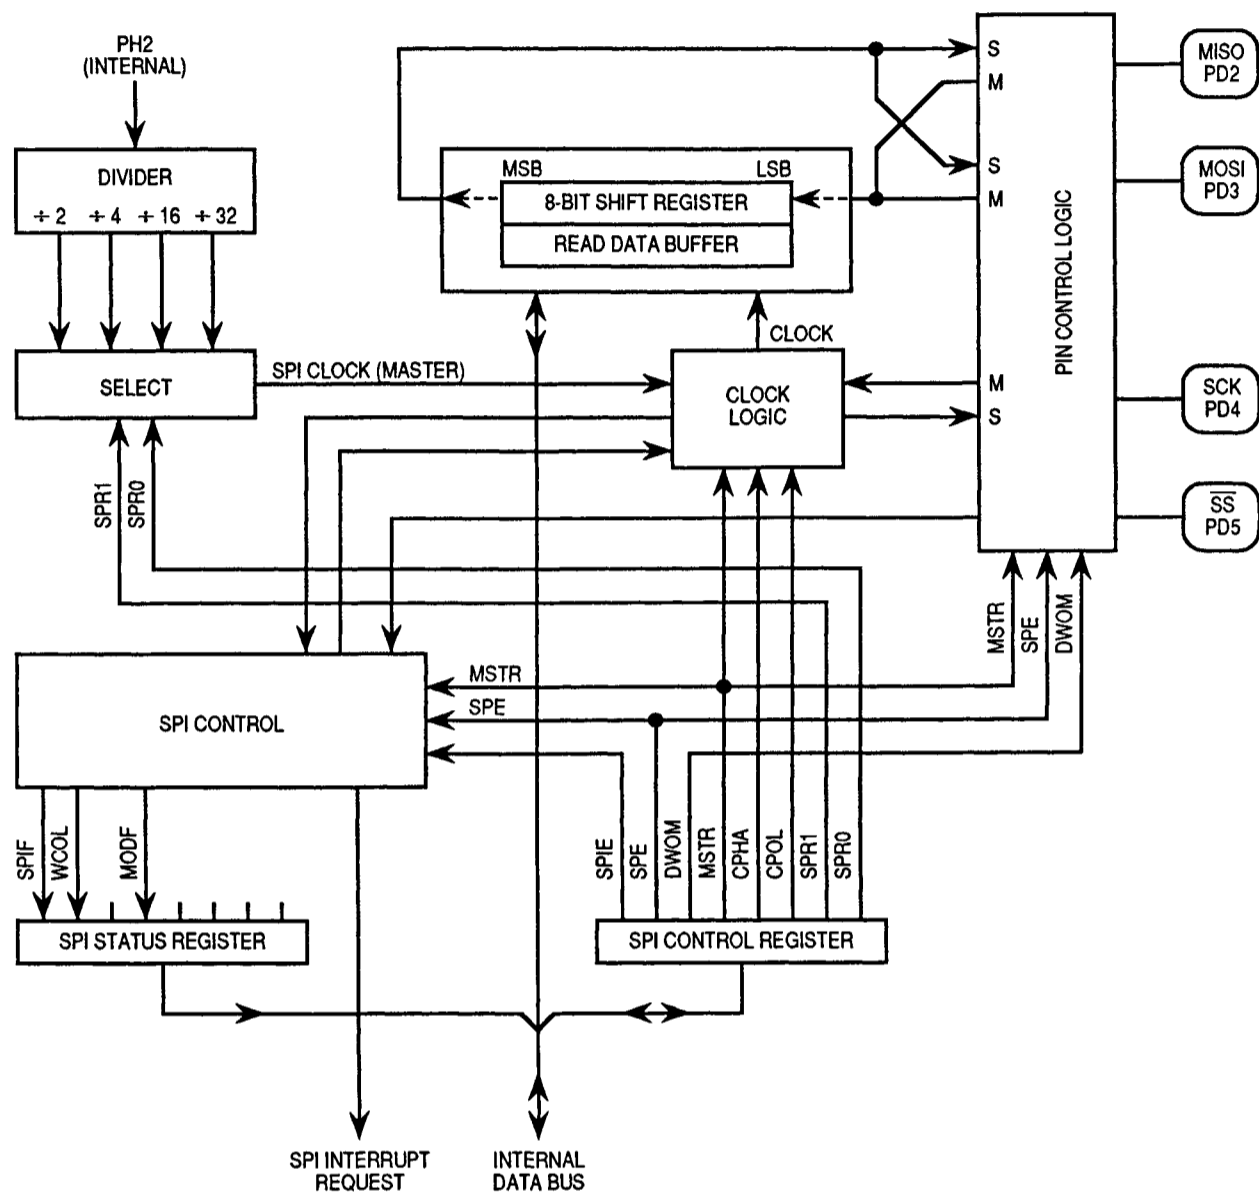 PH2
(INTERNAL)
DIVIDER
÷ 2 ÷ 4 ÷ 16 ÷ 32
SELECT
SPR1
SPR0
SPI CLOCK (MASTER)
MSB LSB
8-BIT SHIFT REGISTER
READ DATA BUFFER
CLOCK
CLOCK
LOGIC
S
M
S
M
M
S
PIN CONTROL LOGIC
MISO
PD2
MOSI
PD3
SCK
PD4
S̅S̅
PD5
MSTR
SPE
DWOM
SPI CONTROL
MSTR
SPE
SPIF
WCOL
MODF
SPI STATUS REGISTER
SPIE
SPE
DWOM
MSTR
CPHA
CPOL
SPR1
SPR0
SPI CONTROL REGISTER
SPI INTERRUPT
REQUEST
INTERNAL
DATA BUS